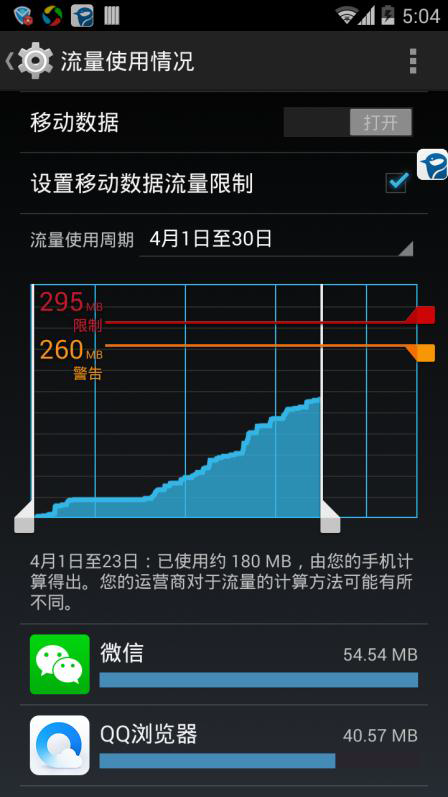 5:04
流量使用情况
移动数据
打开
设置移动数据流量限制
流量使用周期 4月1日至30日
295 MB
限制
260 MB
警告
4月1日至23日：已使用约 180 MB，由您的手机计
算得出。您的运营商对于流量的计算方法可能有所
不同。
微信 54.54 MB
QQ浏览器 40.57 MB